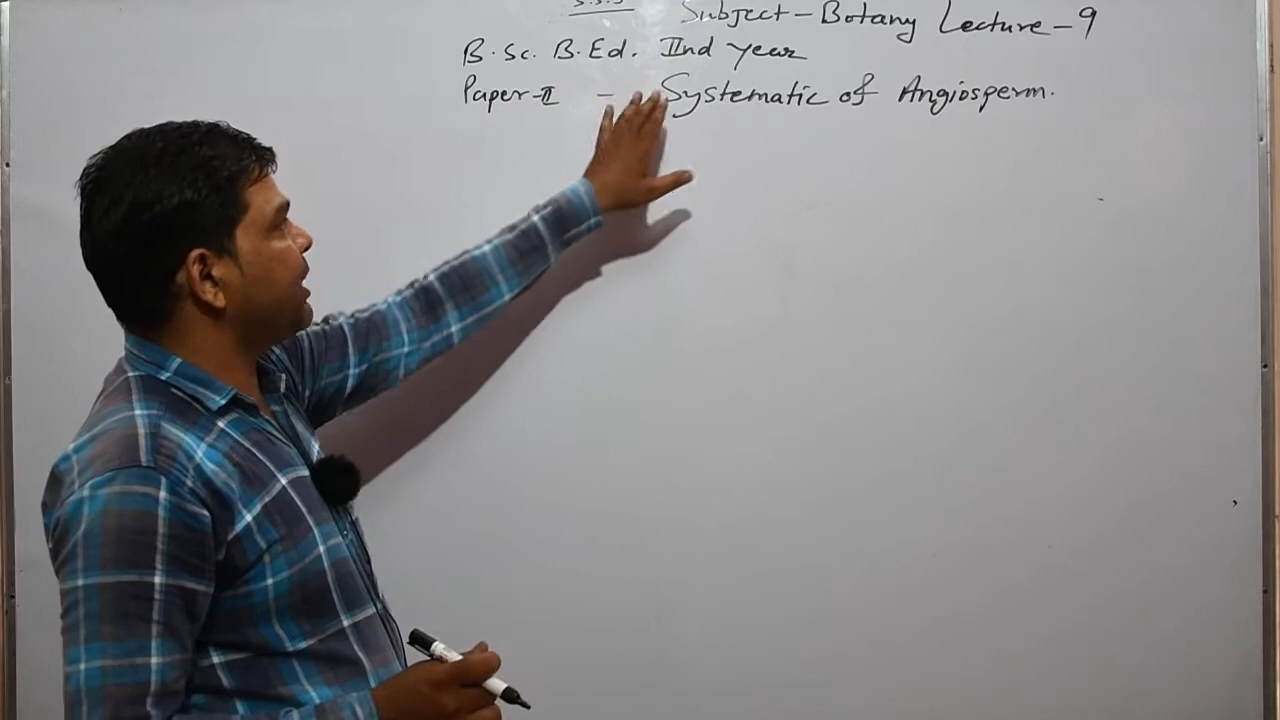 Subject - Botany Lecture - 9
B.Sc. B.Ed. IInd year
Paper-II - Systematic of Angiosperm.